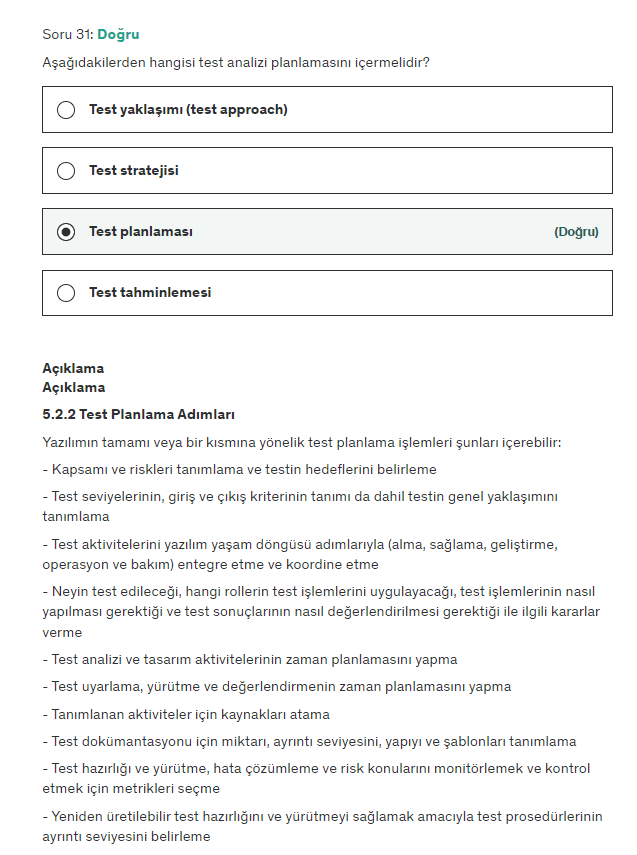 Soru 31: Doğru
Aşağıdakilerden hangisi test analizi planlamasını içermelidir?
Test yaklaşımı (test approach)
Test stratejisi
Test planlaması (Doğru)
Test tahminlemesi
Açıklama
Açıklama
5.2.2 Test Planlama Adımları
Yazılımın tamamı veya bir kısmına yönelik test planlama işlemleri şunları içerebilir:
- Kapsamı ve riskleri tanımlama ve testin hedeflerini belirleme
- Test seviyelerinin, giriş ve çıkış kriterinin tanımı da dahil testin genel yaklaşımını
tanımlama
- Test aktivitelerini yazılım yaşam döngüsü adımlarıyla (alma, sağlama, geliştirme,
operasyon ve bakım) entegre etme ve koordine etme
- Neyin test edileceği, hangi rollerin test işlemlerini uygulayacağı, test işlemlerinin nasıl
yapılması gerektiği ve test sonuçlarının nasıl değerlendirilmesi gerektiği ile ilgili kararlar
verme
- Test analizi ve tasarım aktivitelerinin zaman planlamasını yapma
- Test uyarlama, yürütme ve değerlendirmenin zaman planlamasını yapma
- Tanımlanan aktiviteler için kaynakları atama
- Test dokümantasyonu için miktarı, ayrıntı seviyesini, yapıyı ve şablonları tanımlama
- Test hazırlığı ve yürütme, hata çözümleme ve risk konularını monitörlemek ve kontrol
etmek için metrikleri seçme
- Yeniden üretilebilir test hazırlığını ve yürütmeyi sağlamak amacıyla test prosedürlerinin
ayrıntı seviyesini belirleme